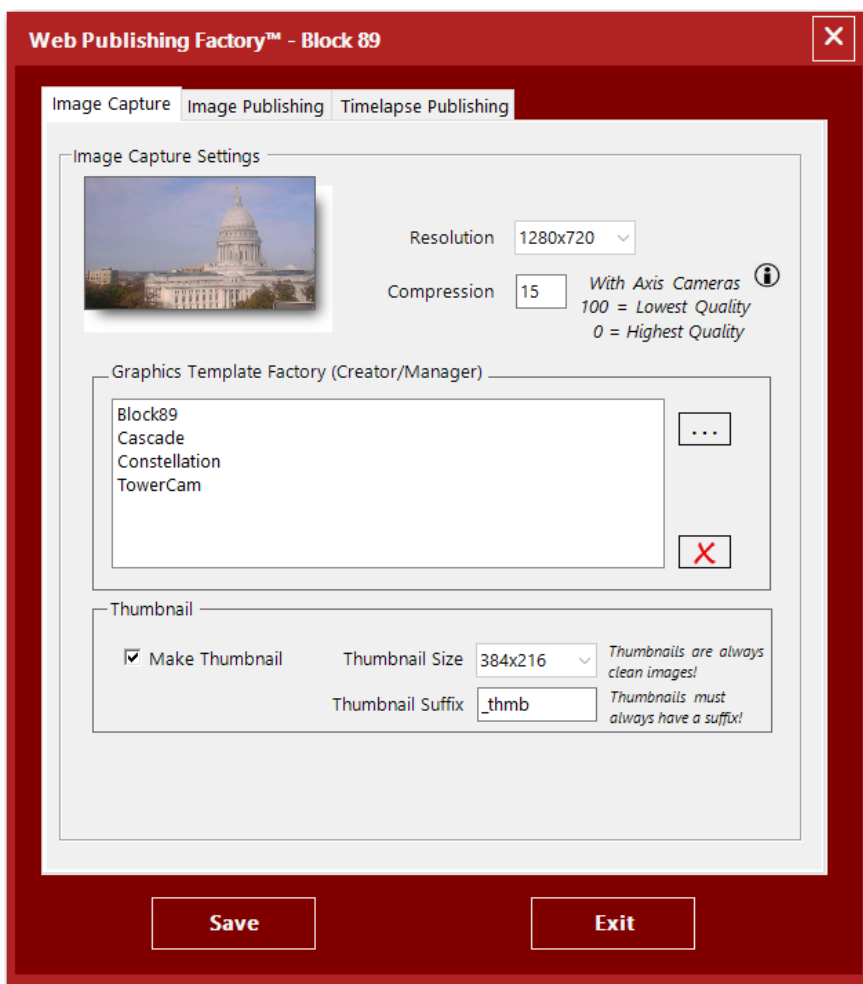 Web Publishing Factory™ - Block 89
Image Capture
Image Publishing
Timelapse Publishing
Image Capture Settings
Resolution
1280x720
Compression
15
With Axis Cameras
100 = Lowest Quality
0 = Highest Quality
Graphics Template Factory (Creator/Manager)
Block89
Cascade
Constellation
TowerCam
...
X
Thumbnail
Make Thumbnail
Thumbnail Size
384x216
Thumbnails are always
clean images!
Thumbnail Suffix
_thmb
Thumbnails must
always have a suffix!
Save
Exit